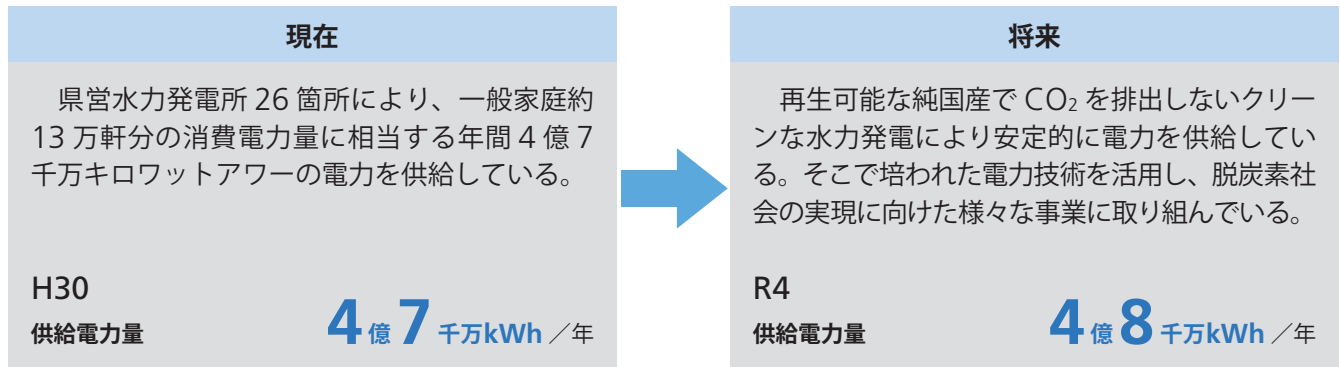 現在
県営水力発電所 26 箇所により、一般家庭約
13 万軒分の消費電力量に相当する年間 4 億 7
千万キロワットアワーの電力を供給している。
H30
供給電力量 4億7千万kWh／年
将来
再生可能な純国産で CO₂ を排出しないクリー
ンな水力発電により安定的に電力を供給してい
る。そこで培われた電力技術を活用し、脱炭素社
会の実現に向けた様々な事業に取り組んでいる。
R4
供給電力量 4億8千万kWh／年